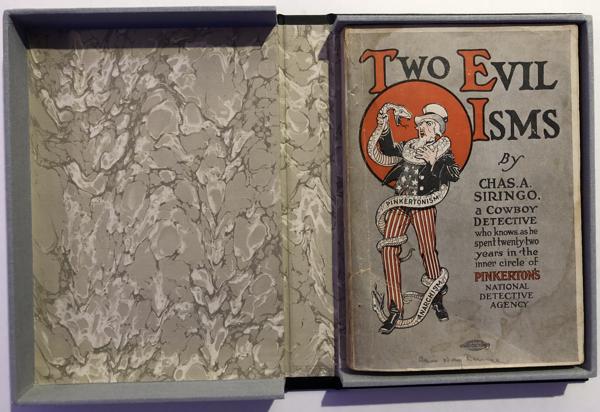 TWO EVIL
ISMS
By
CHAS. A.
SIRINGO.
a COWBOY
DETECTIVE
who knows, as he
spent twenty-two
years in the
inner circle of
PINKERTON'S
NATIONAL
DETECTIVE
AGENCY
PINKERTONISM
ANARCHISM